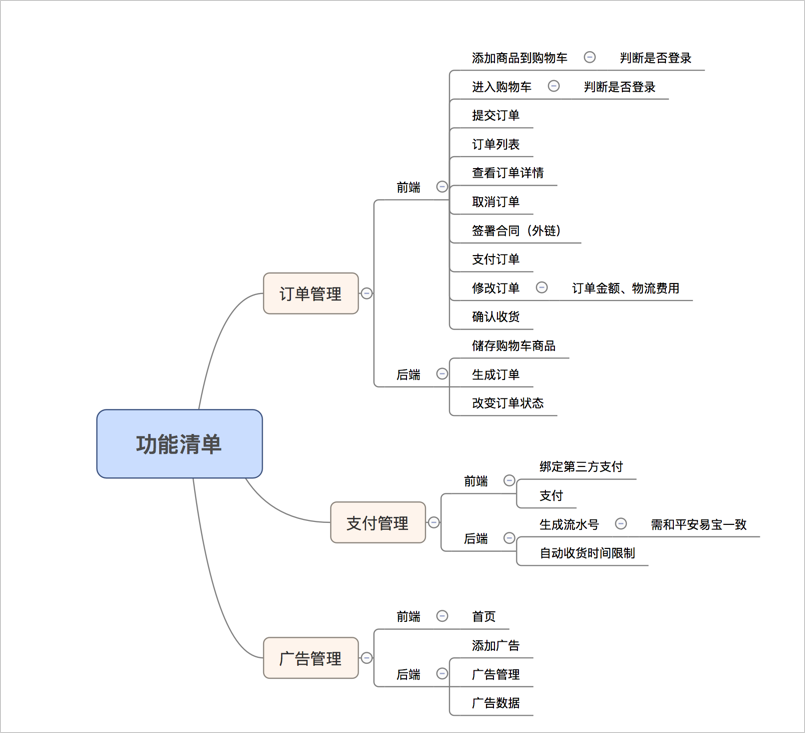 功能清单
订单管理
前端
添加商品到购物车
判断是否登录
进入购物车
判断是否登录
提交订单
订单列表
查看订单详情
取消订单
签署合同（外链）
支付订单
修改订单
订单金额、物流费用
确认收货
后端
储存购物车商品
生成订单
改变订单状态
支付管理
前端
绑定第三方支付
支付
后端
生成流水号
需和平安易宝一致
自动收货时间限制
广告管理
前端
首页
后端
添加广告
广告管理
广告数据